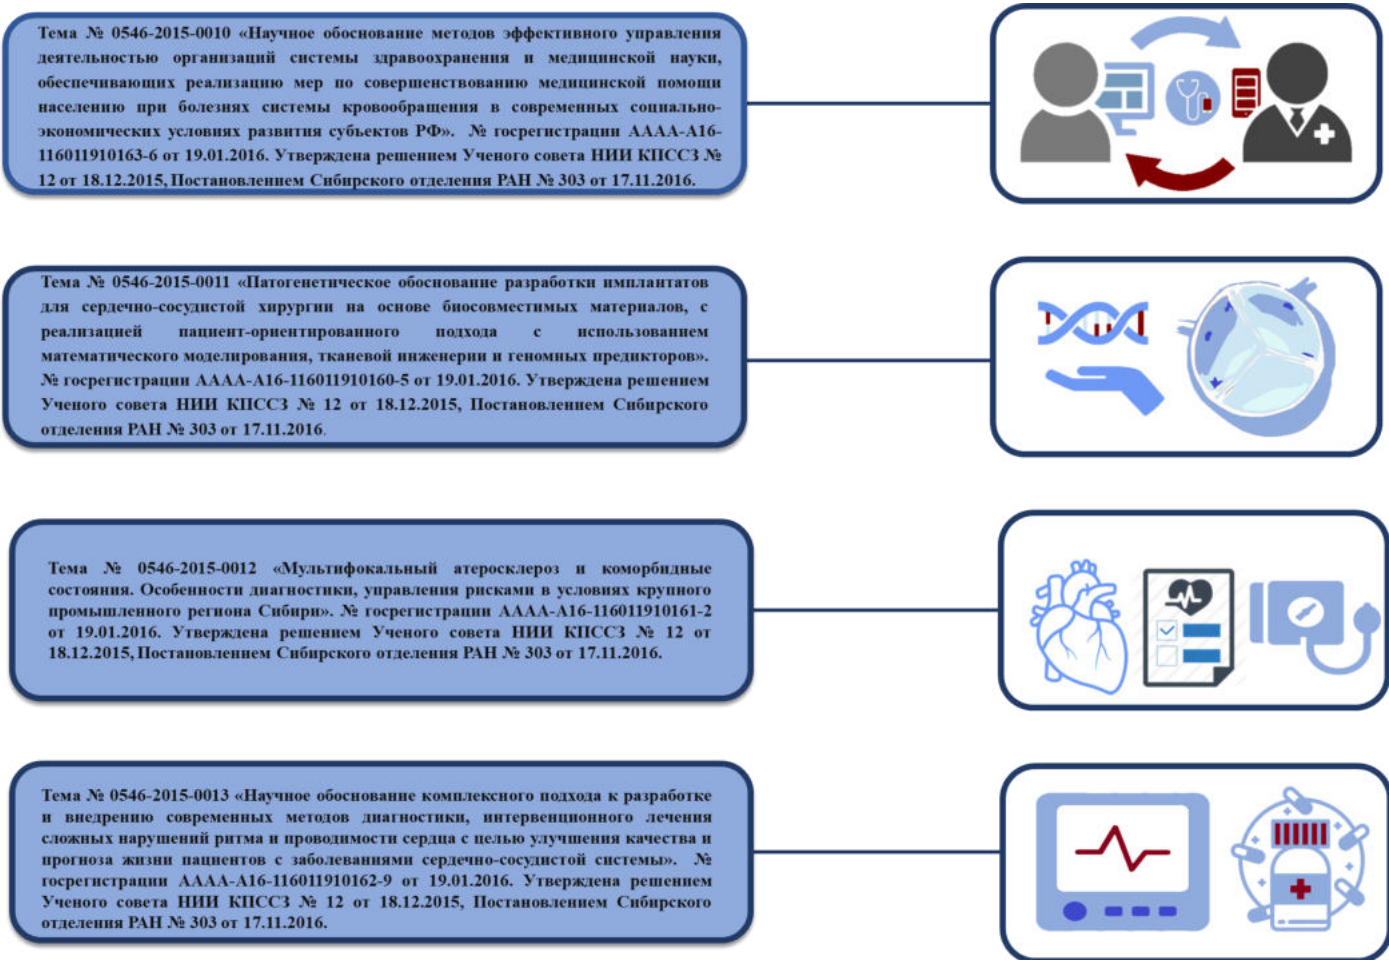 Тема № 0546-2015-0010 «Научное обоснование методов эффективного управления
деятельностью организаций системы здравоохранения и медицинской науки,
обеспечивающих реализацию мер по совершенствованию медицинской помощи
населению при болезнях системы кровообращения в современных социально-
экономических условиях развития субъектов РФ». № госрегистрации АААА-А16-
116011910163-6 от 19.01.2016. Утверждена решением Ученого совета НИИ КПССЗ №
12 от 18.12.2015, Постановлением Сибирского отделения РАН № 303 от 17.11.2016.
Тема № 0546-2015-0011 «Патогенетическое обоснование разработки имплантатов
для сердечно-сосудистой хирургии на основе биосовместимых материалов, с
реализацией пациент-ориентированного подхода с использованием
математического моделирования, тканевой инженерии и геномных предикторов».
№ госрегистрации АААА-А16-116011910160-5 от 19.01.2016. Утверждена решением
Ученого совета НИИ КПССЗ № 12 от 18.12.2015, Постановлением Сибирского
отделения РАН № 303 от 17.11.2016.
Тема № 0546-2015-0012 «Мультифокальный атеросклероз и коморбидные
состояния. Особенности диагностики, управления рисками в условиях крупного
промышленного региона Сибири». № госрегистрации АААА-А16-116011910161-2
от 19.01.2016. Утверждена решением Ученого совета НИИ КПССЗ № 12 от
18.12.2015, Постановлением Сибирского отделения РАН № 303 от 17.11.2016.
Тема № 0546-2015-0013 «Научное обоснование комплексного подхода к разработке
и внедрению современных методов диагностики, интервенционного лечения
сложных нарушений ритма и проводимости сердца с целью улучшения качества и
прогноза жизни пациентов с заболеваниями сердечно-сосудистой системы». №
госрегистрации АААА-А16-116011910162-9 от 19.01.2016. Утверждена решением
Ученого совета НИИ КПССЗ № 12 от 18.12.2015, Постановлением Сибирского
отделения РАН № 303 от 17.11.2016.